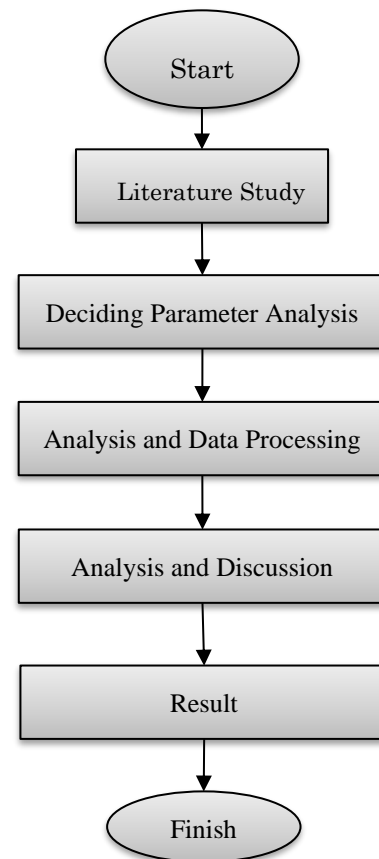 Start
Literature Study
Deciding Parameter Analysis
Analysis and Data Processing
Analysis and Discussion
Result
Finish